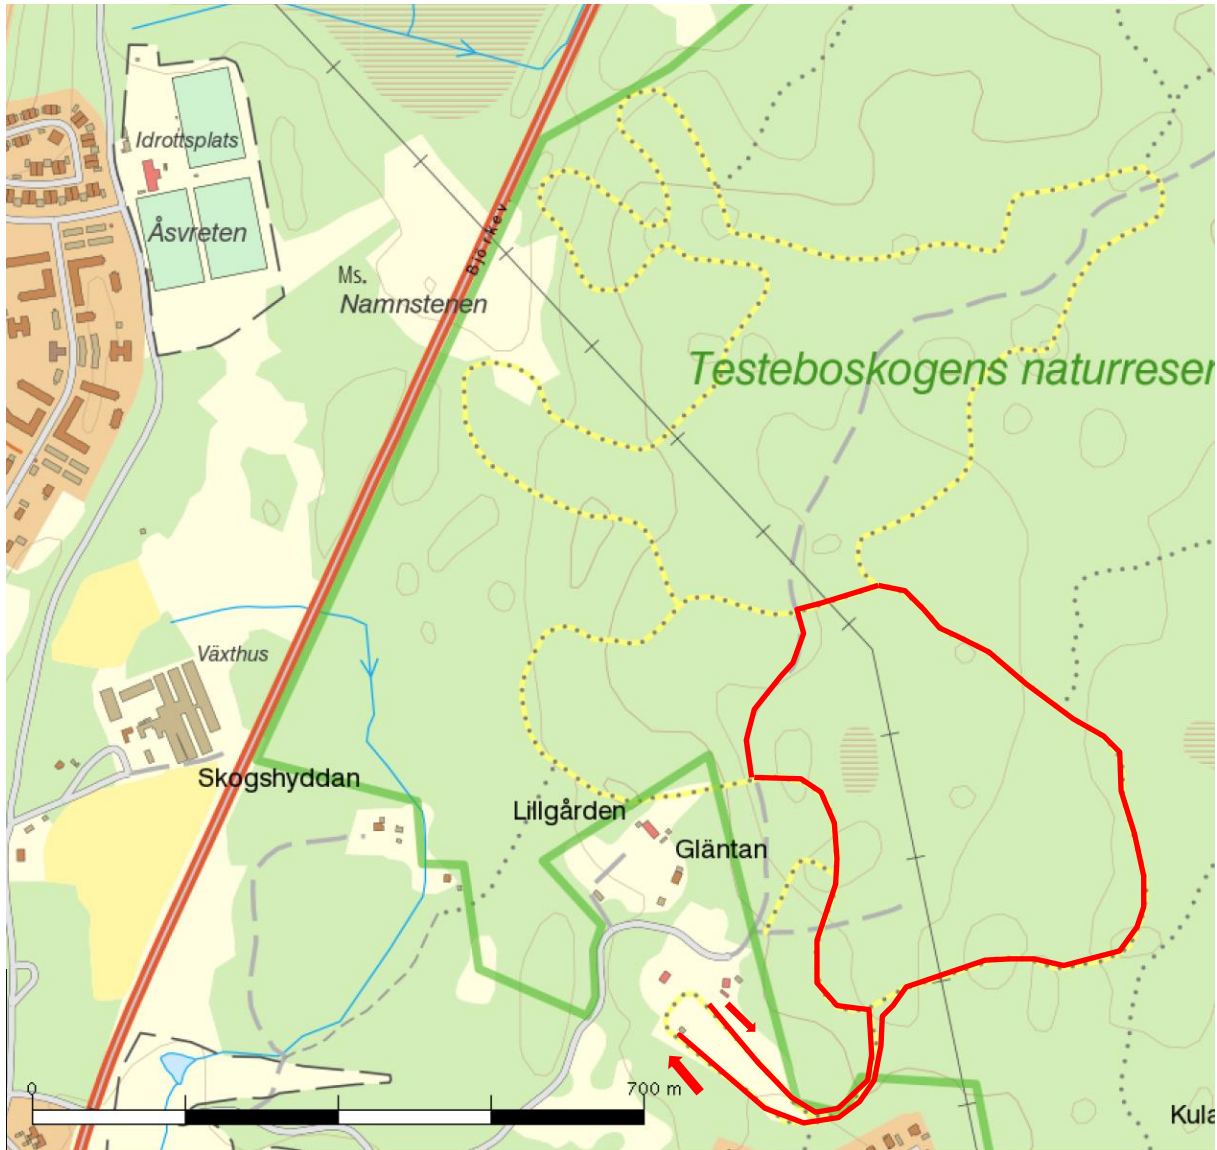 Idrottsplats
Åsvreten
Björkev.
Ms.
Namnstenen
Testeboskogens naturreser
Växthus
Skogshyddan
Lillgården
Gläntan
0
700 m
Kula